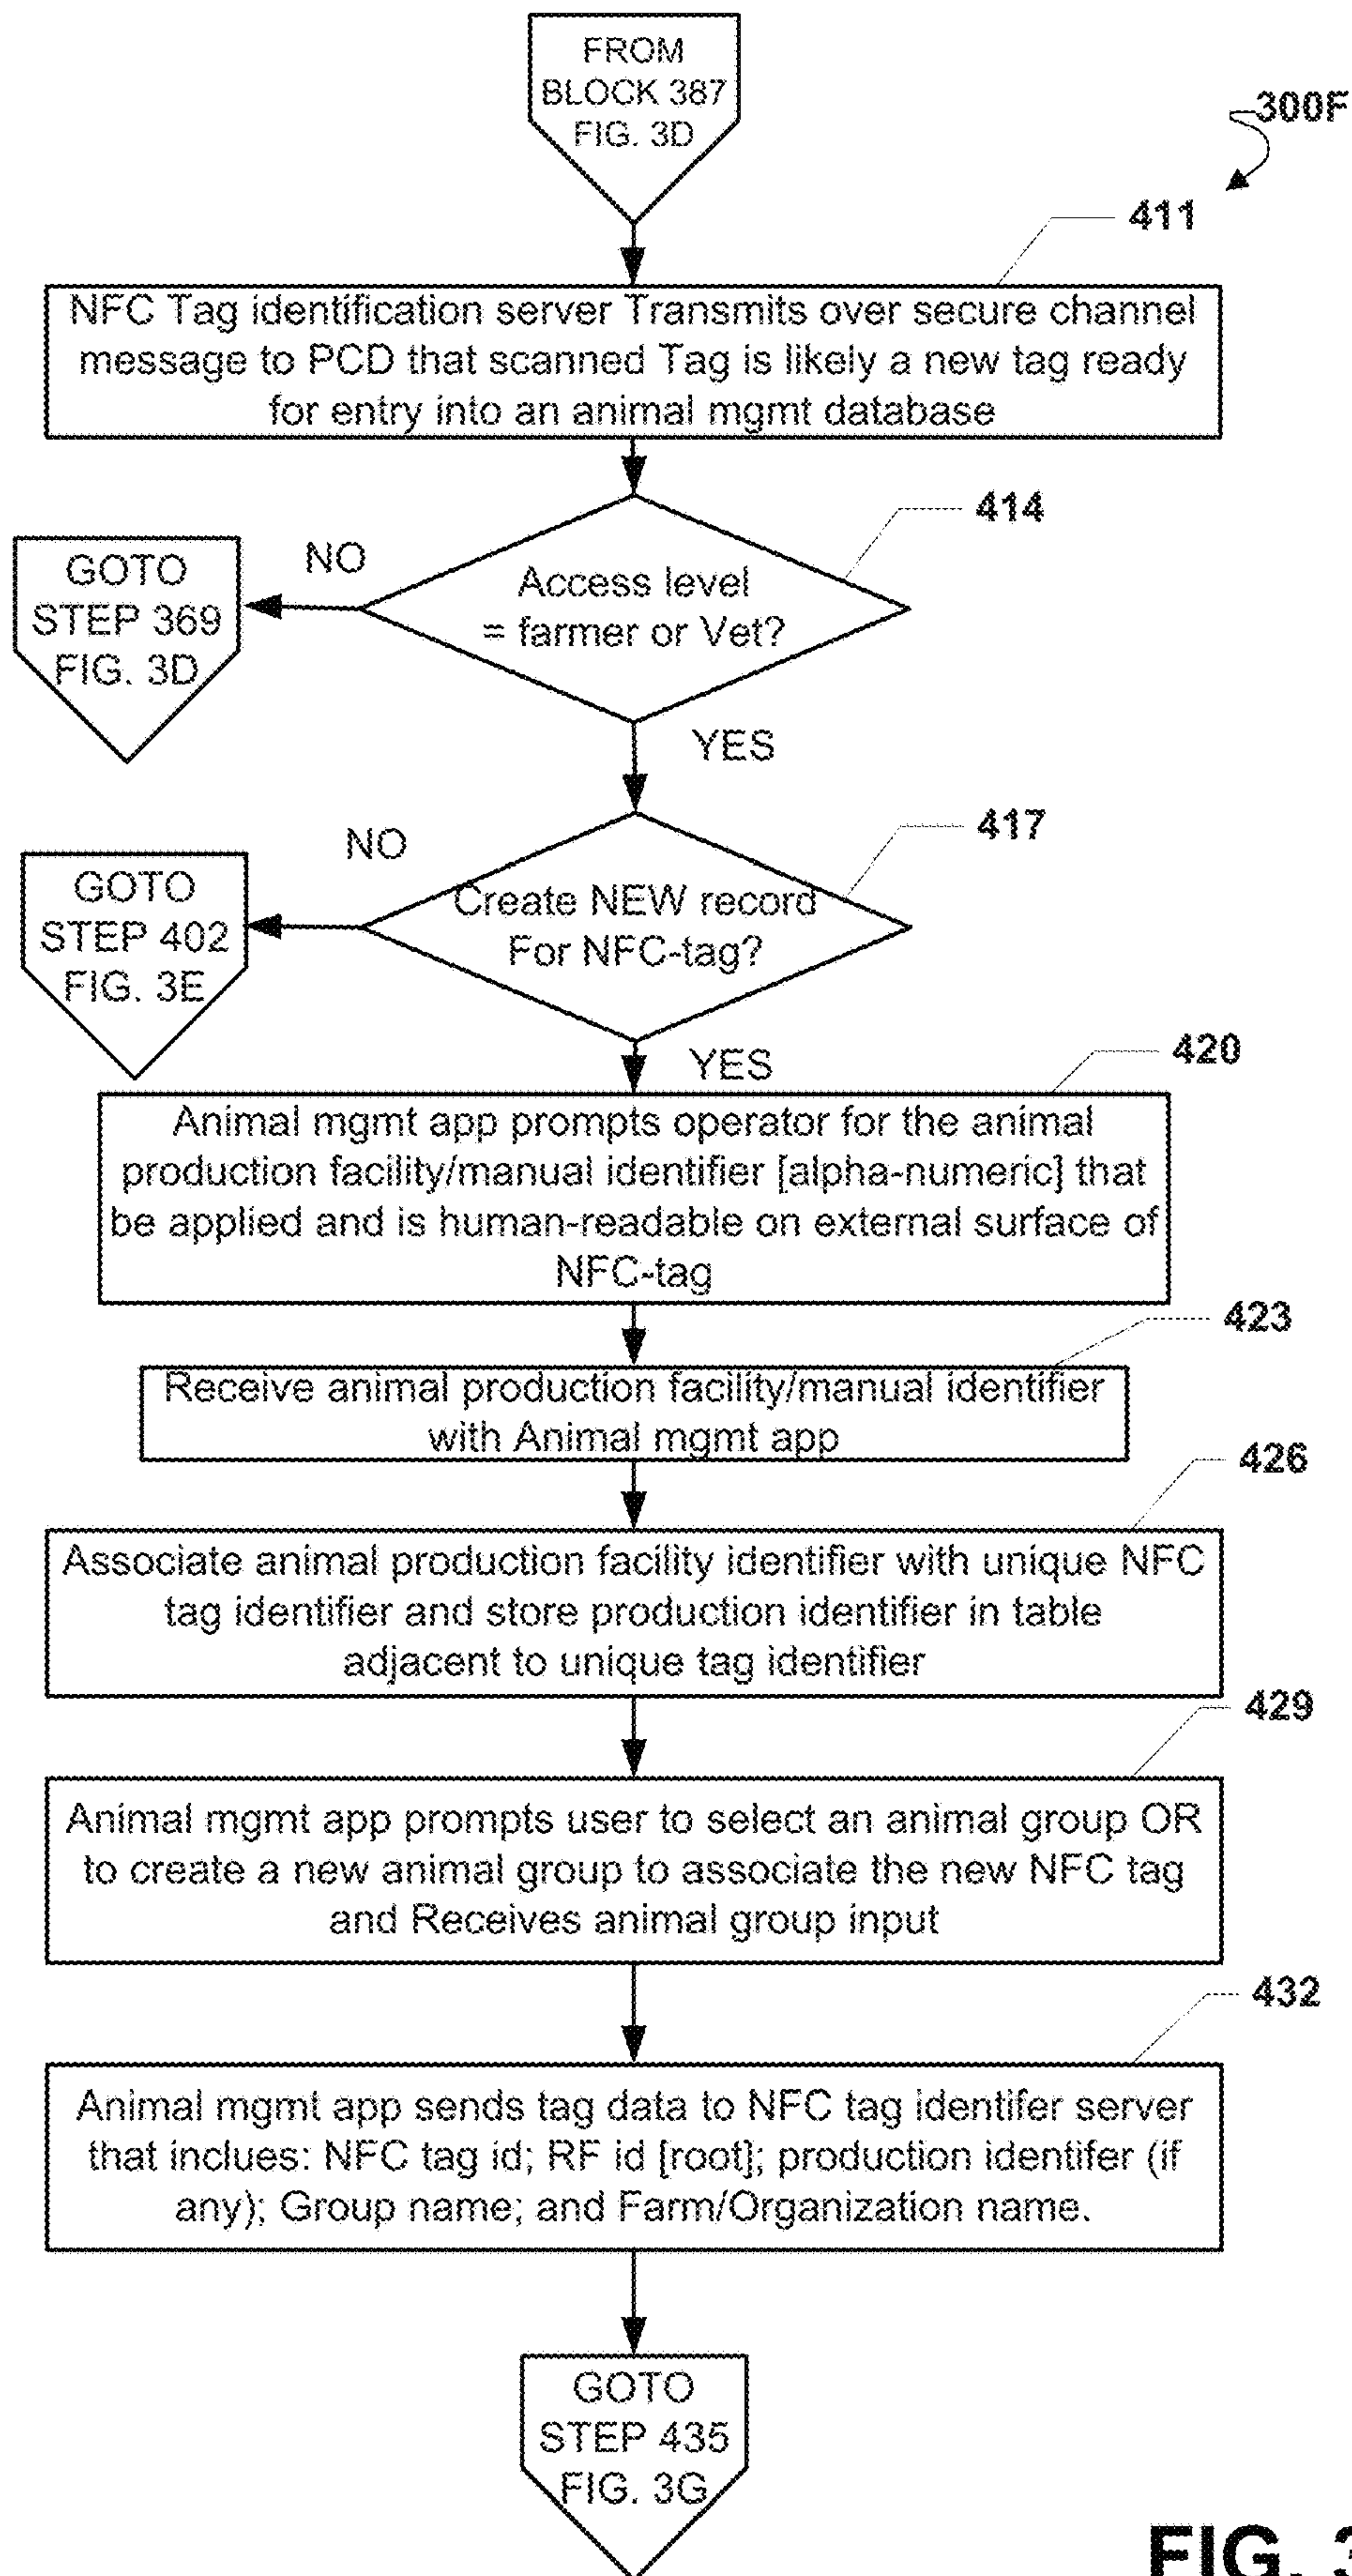 FROM
BLOCK 387
FIG. 3D
300F
411
NFC Tag identification server Transmits over secure channel
message to PCD that scanned Tag is likely a new tag ready
for entry into an animal mgmt database
414
NO
GOTO
STEP 369
FIG. 3D
Access level
= farmer or Vet?
YES
417
NO
GOTO
STEP 402
FIG. 3E
Create NEW record
For NFC-tag?
YES
420
Animal mgmt app prompts operator for the animal
production facility/manual identifier [alpha-numeric] that
be applied and is human-readable on external surface of
NFC-tag
423
Receive animal production facility/manual identifier
with Animal mgmt app
426
Associate animal production facility identifier with unique NFC
tag identifier and store production identifier in table
adjacent to unique tag identifier
429
Animal mgmt app prompts user to select an animal group OR
to create a new animal group to associate the new NFC tag
and Receives animal group input
432
Animal mgmt app sends tag data to NFC tag identifer server
that inclues: NFC tag id; RF id [root]; production identifer (if
any); Group name; and Farm/Organization name.
GOTO
STEP 435
FIG. 3G
FIG. 3